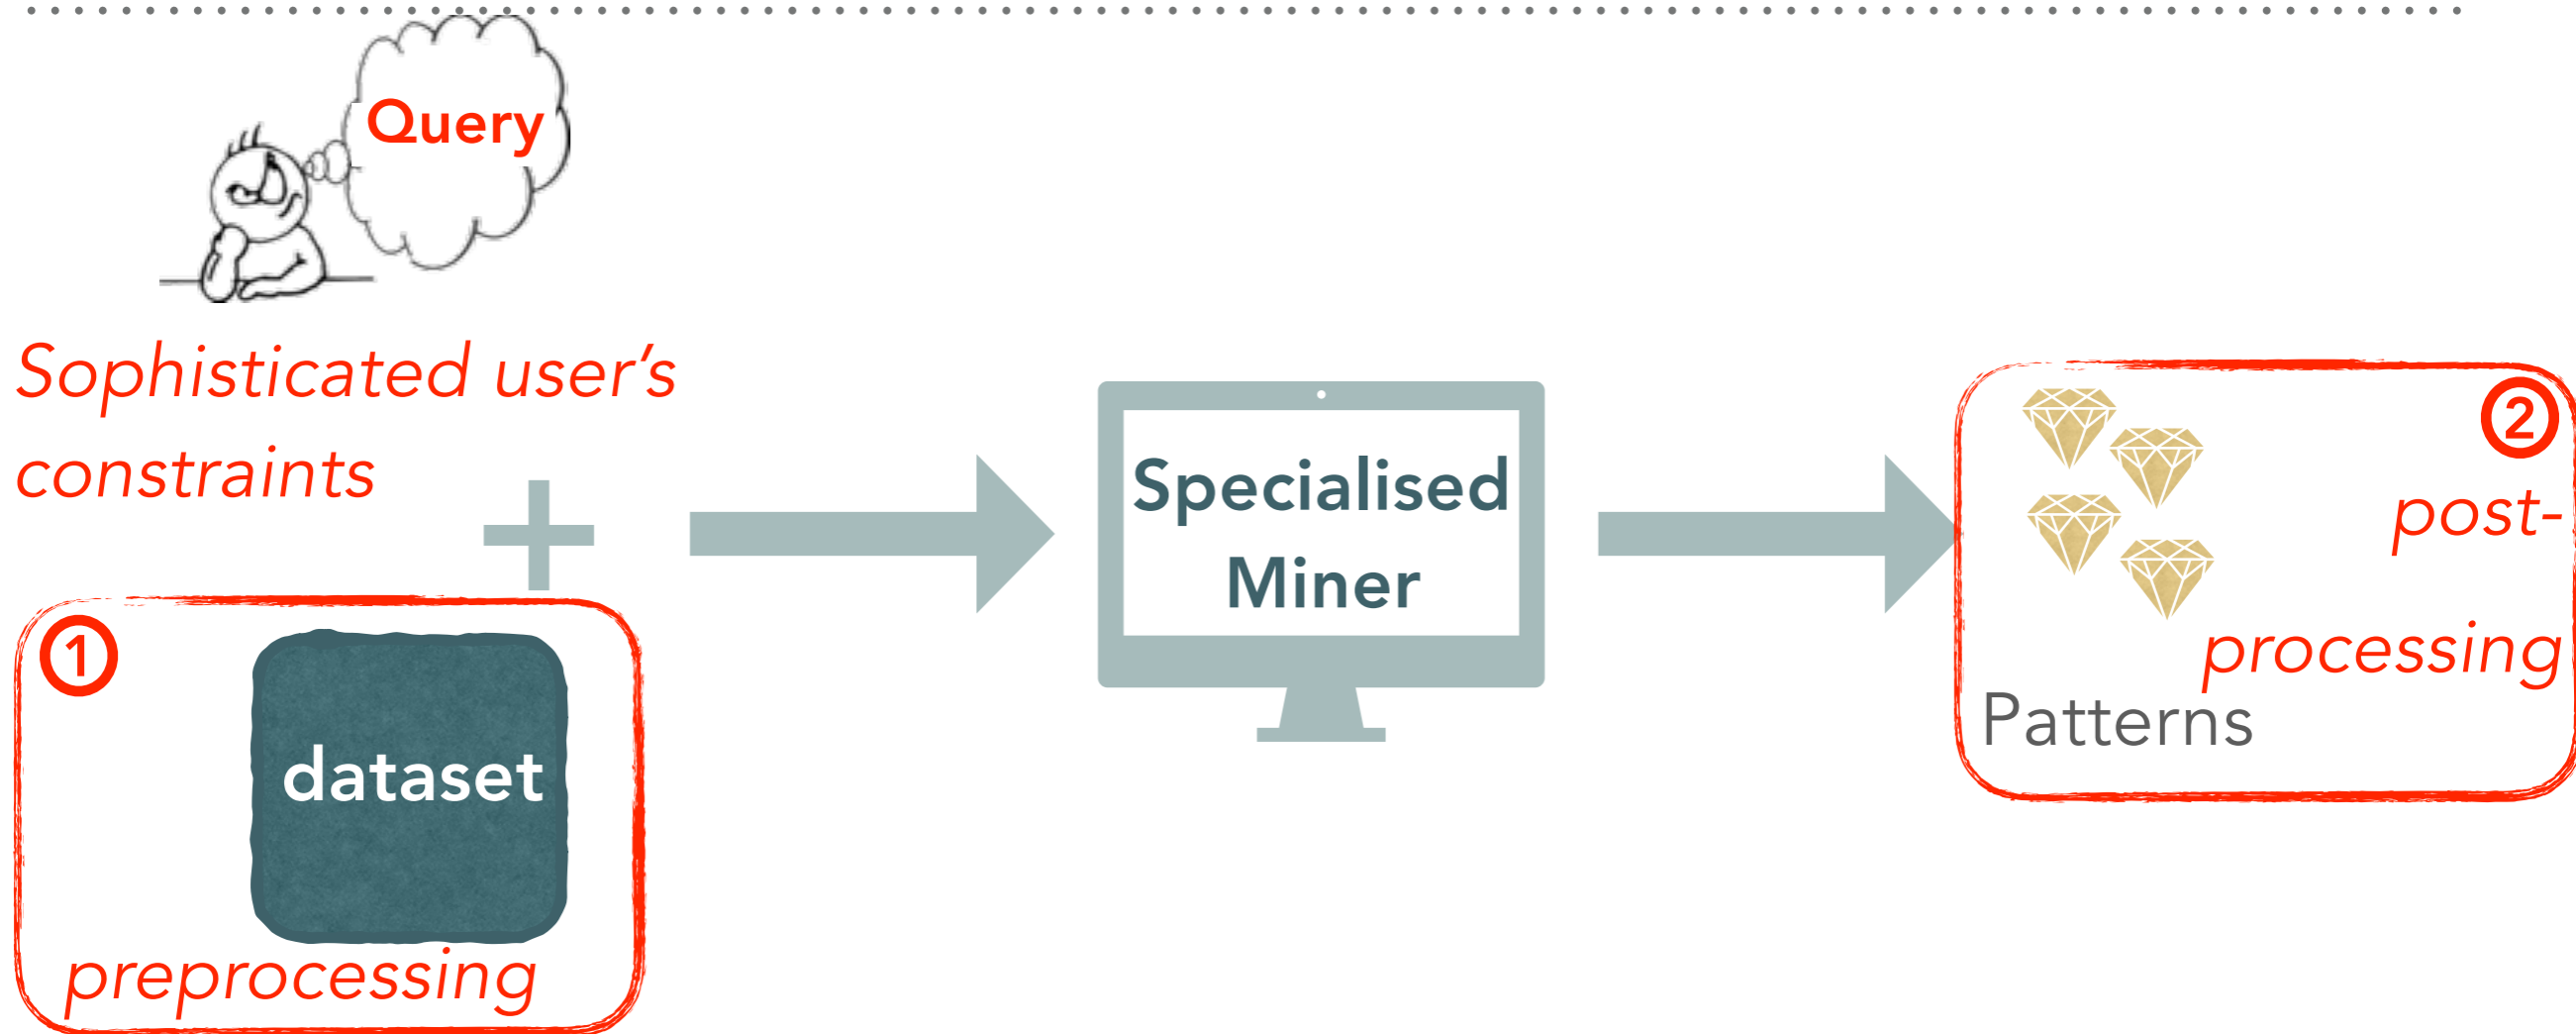 Query
Sophisticated user's
constraints
1
dataset
preprocessing
Specialised
Miner
2
post-
processing
Patterns